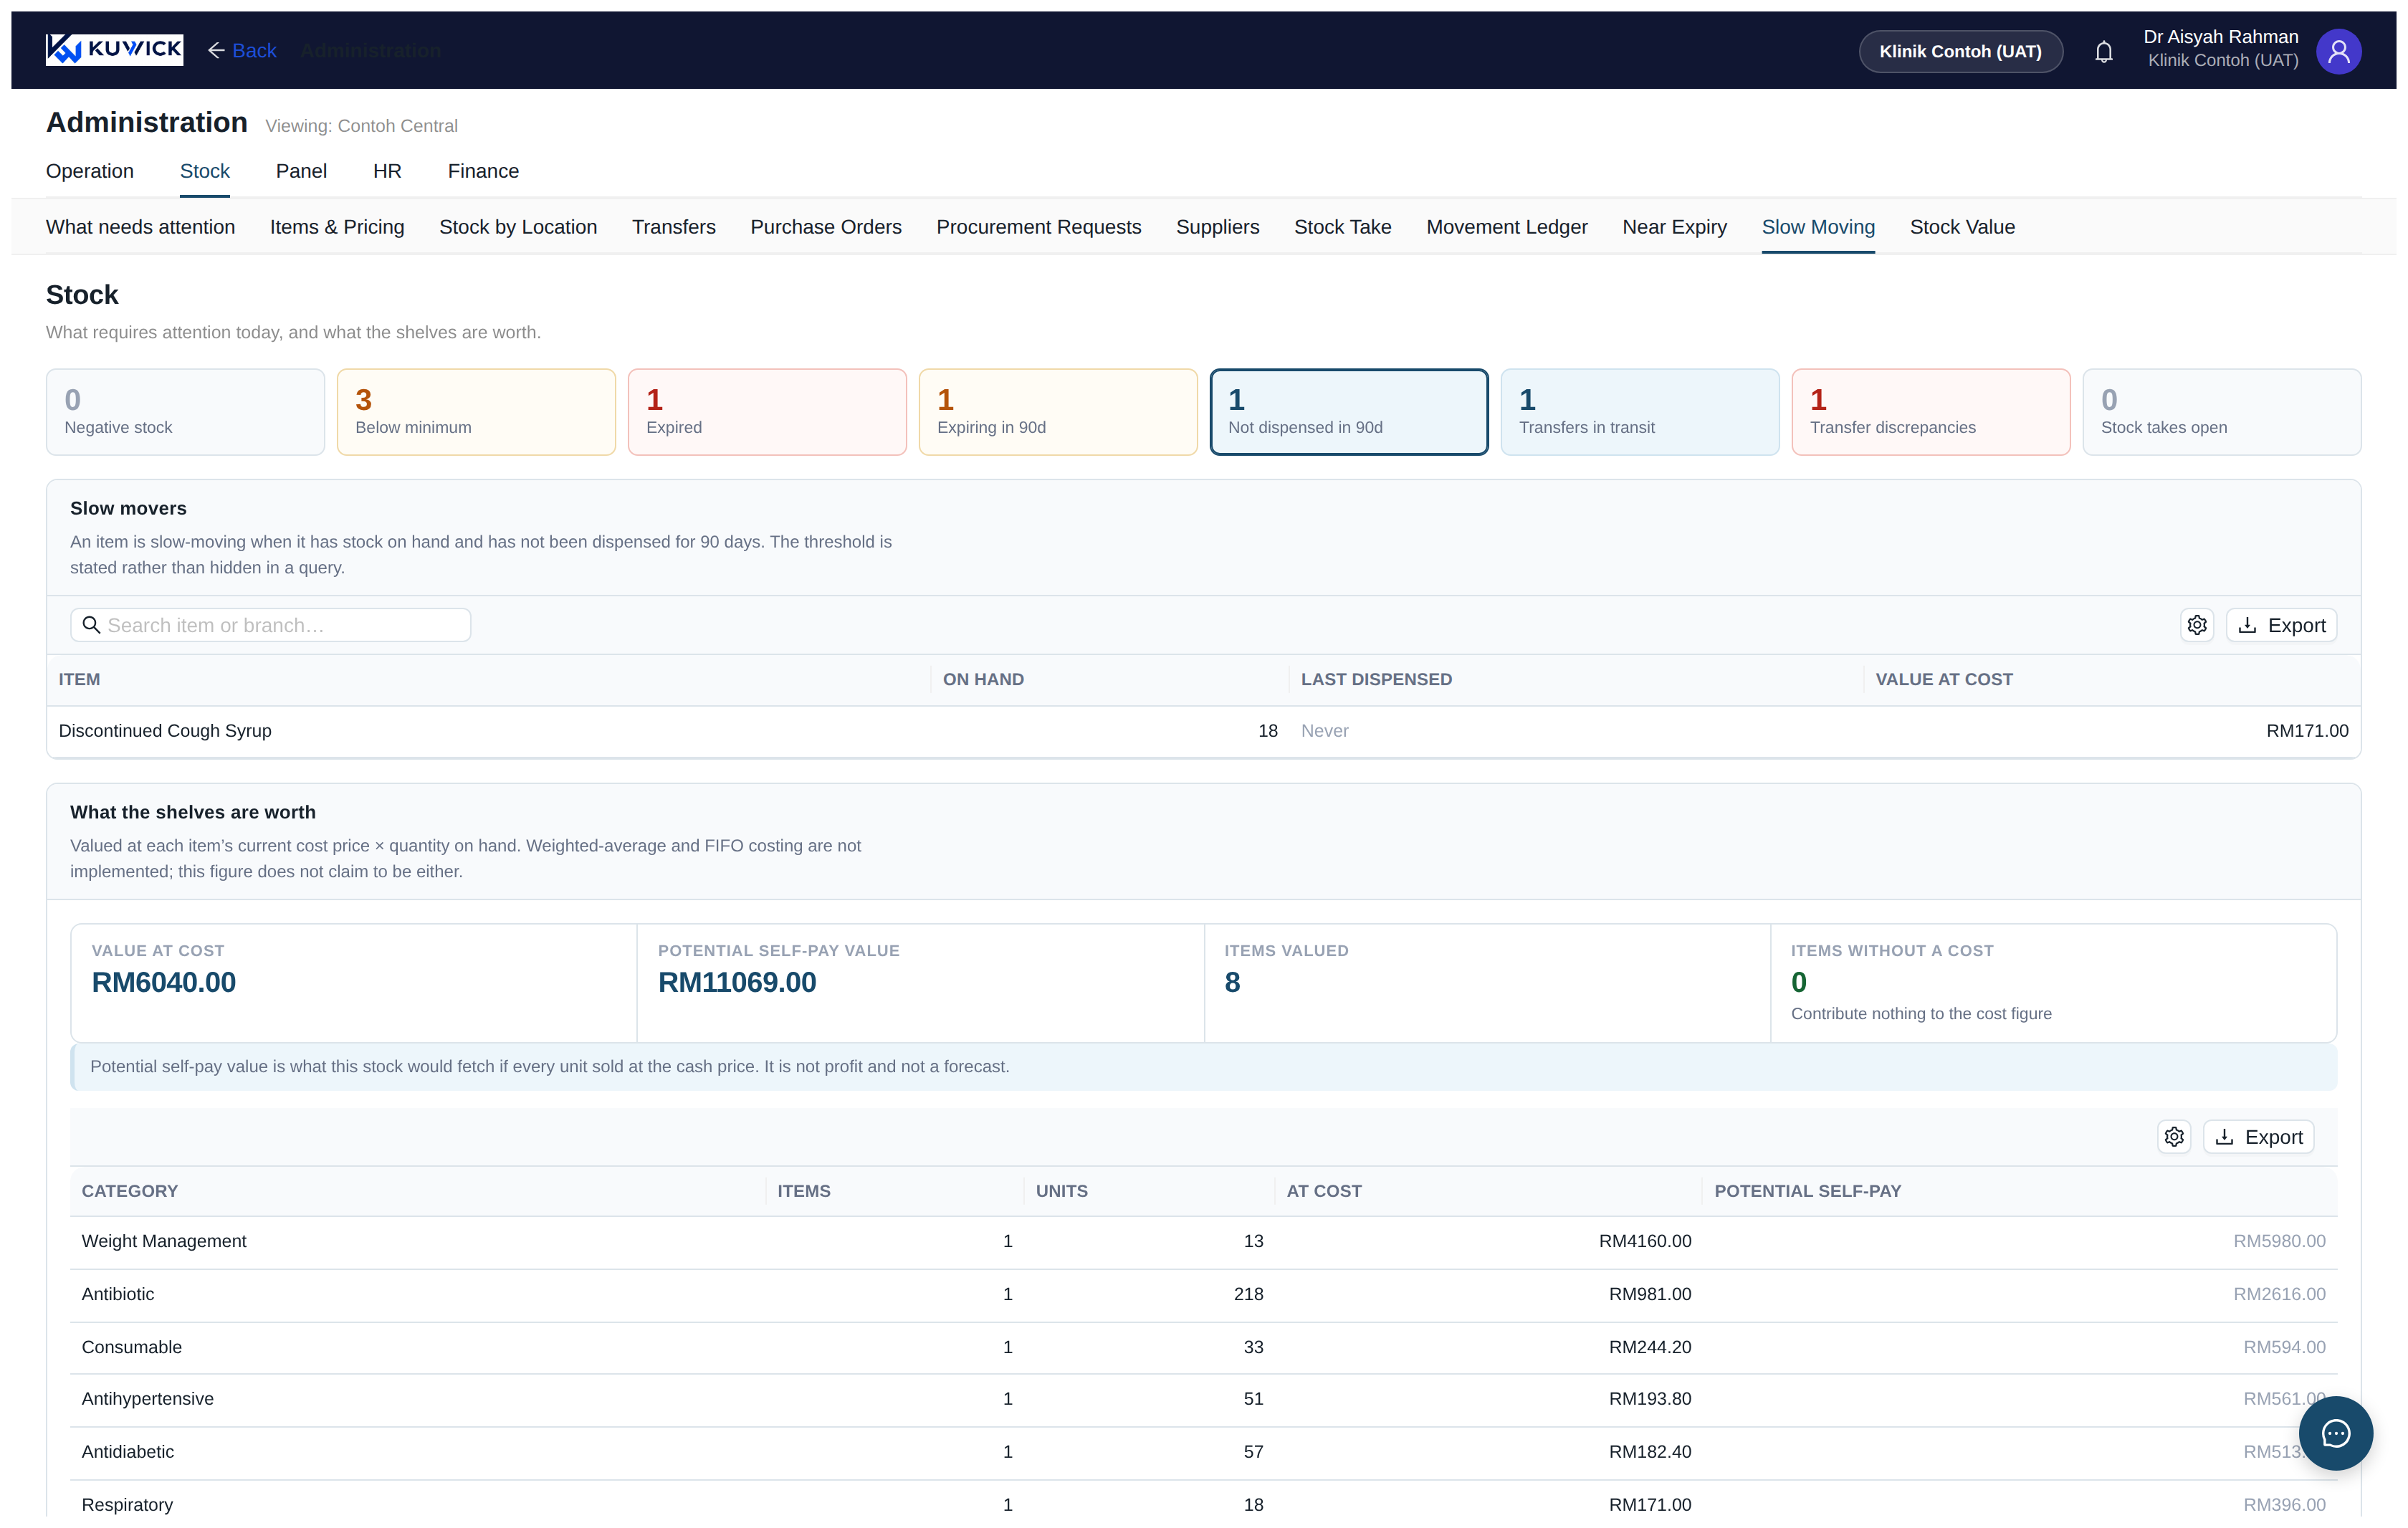 KUWICK
Back
Administration
Klinik Contoh (UAT)
Dr Aisyah Rahman
Klinik Contoh (UAT)
Administration
Viewing: Contoh Central
Operation
Stock
Panel
HR
Finance
What needs attention
Items & Pricing
Stock by Location
Transfers
Purchase Orders
Procurement Requests
Suppliers
Stock Take
Movement Ledger
Near Expiry
Slow Moving
Stock Value
Stock
What requires attention today, and what the shelves are worth.
0
Negative stock
3
Below minimum
1
Expired
1
Expiring in 90d
1
Not dispensed in 90d
1
Transfers in transit
1
Transfer discrepancies
0
Stock takes open
Slow movers
An item is slow-moving when it has stock on hand and has not been dispensed for 90 days. The threshold is
stated rather than hidden in a query.
Search item or branch…
Export
ITEM
ON HAND
LAST DISPENSED
VALUE AT COST
Discontinued Cough Syrup
18
Never
RM171.00
What the shelves are worth
Valued at each item’s current cost price × quantity on hand. Weighted-average and FIFO costing are not
implemented; this figure does not claim to be either.
VALUE AT COST
RM6040.00
POTENTIAL SELF-PAY VALUE
RM11069.00
ITEMS VALUED
8
ITEMS WITHOUT A COST
0
Contribute nothing to the cost figure
Potential self-pay value is what this stock would fetch if every unit sold at the cash price. It is not profit and not a forecast.
Export
CATEGORY
ITEMS
UNITS
AT COST
POTENTIAL SELF-PAY
Weight Management
1
13
RM4160.00
RM5980.00
Antibiotic
1
218
RM981.00
RM2616.00
Consumable
1
33
RM244.20
RM594.00
Antihypertensive
1
51
RM193.80
RM561.00
Antidiabetic
1
57
RM182.40
RM513.
Respiratory
1
18
RM171.00
RM396.00